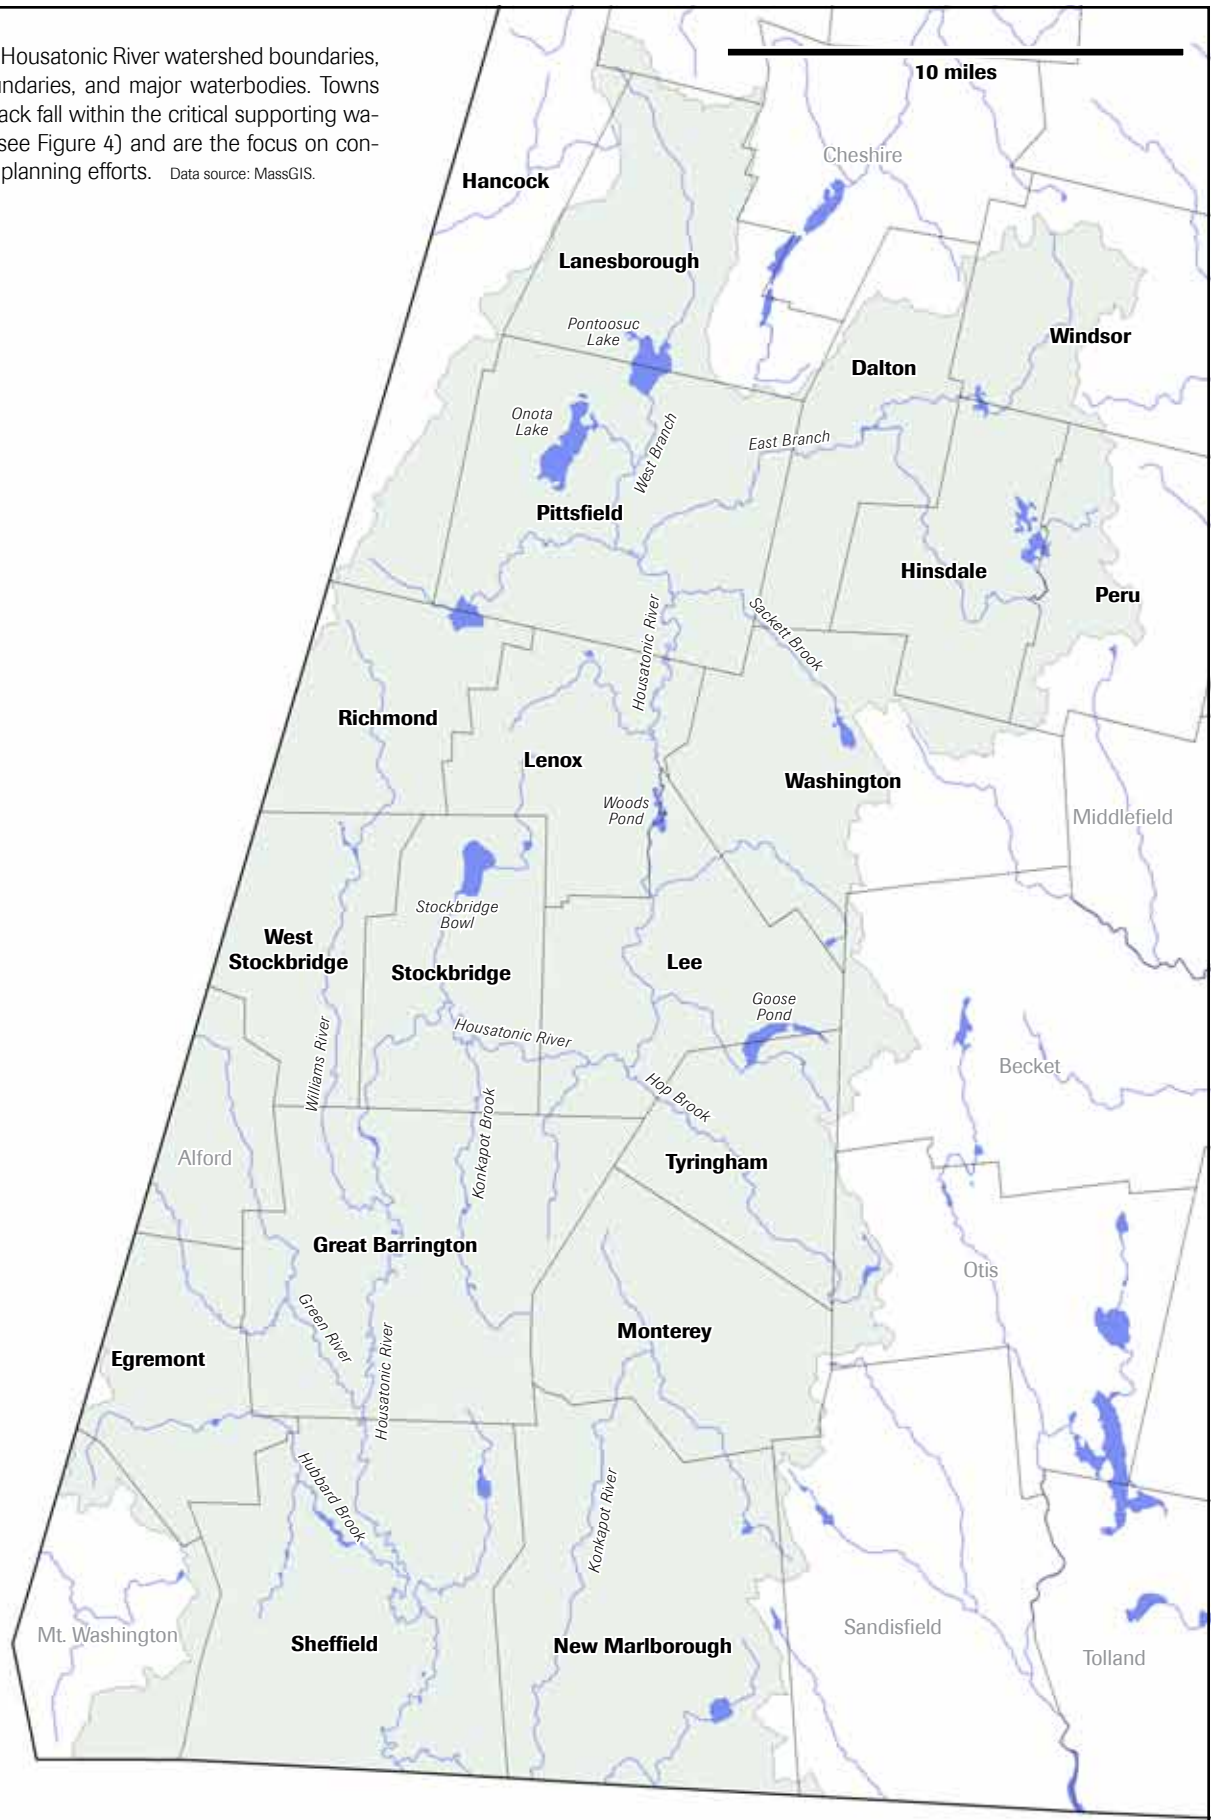 Housatonic River watershed boundaries,
ndaries, and major waterbodies. Towns
ack fall within the critical supporting wa-
see Figure 4) and are the focus on con-
planning efforts. Data source: MassGIS.
10 miles
Cheshire
Hancock
Lanesborough
Pontoosuc
Lake
Windsor
Dalton
Onota
Lake
West Branch
East Branch
Pittsfield
Hinsdale
Peru
Housatonic River
Sackett Brook
Richmond
Lenox
Washington
Woods
Pond
Middlefield
Stockbridge
Bowl
West
Stockbridge
Stockbridge
Lee
Goose
Pond
Housatonic River
Williams River
Becket
Hop Brook
Konkapot Brook
Alford
Tyringham
Great Barrington
Otis
Green River
Monterey
Egremont
Housatonic River
Hubbard Brook
Konkapot River
Mt. Washington
Sheffield
New Marlborough
Sandisfield
Tolland